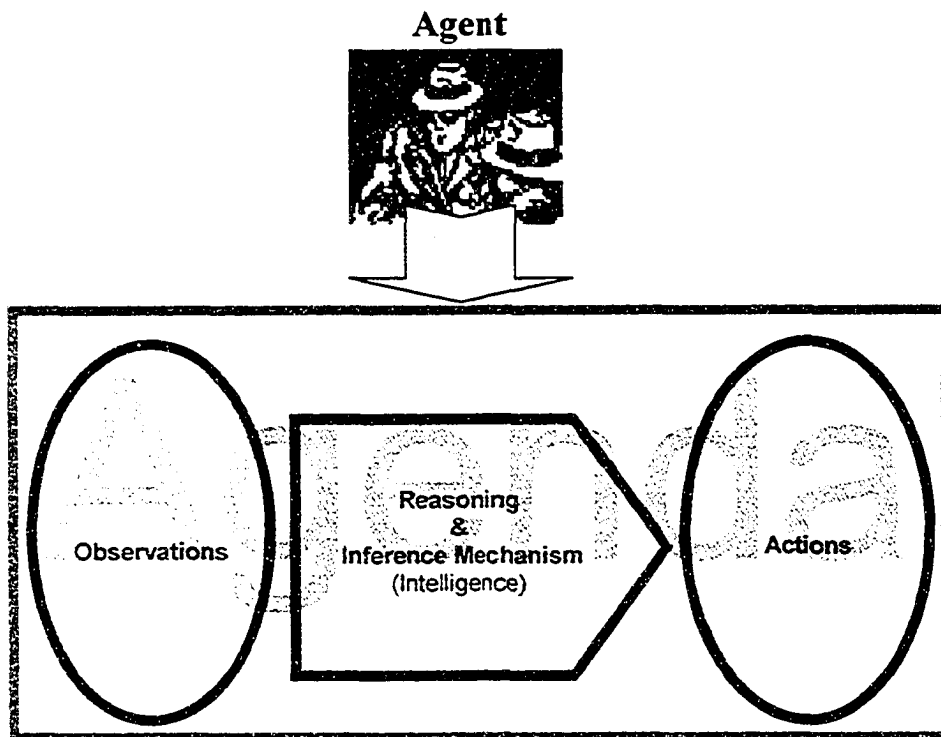 Agent
Agenda
Observations
Reasoning
&
Inference Mechanism
(Intelligence)
Actions